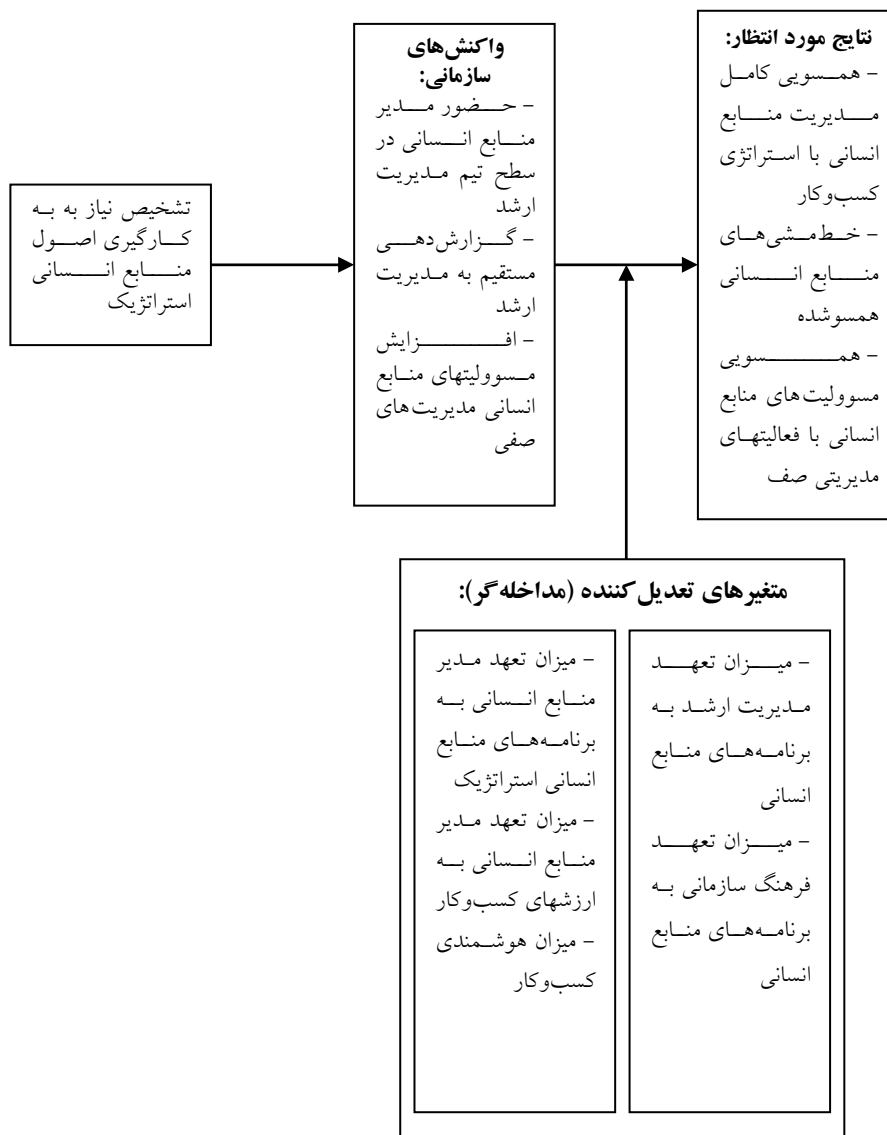 تشخیص نیاز به به
کارگیری اصول
منابع انسانی
استراتژیک
واکنش‌های
سازمانی:
- حضور مدیر
منابع انسانی در
سطح تیم مدیریت
ارشد
- گزارش‌دهی
مستقیم به مدیریت
ارشد
- افزایش
مسوولیتهای منابع
انسانی مدیریت‌های
صفی
نتایج مورد انتظار:
- همسویی کامل
مدیریت منابع
انسانی با استراتژی
کسب‌وکار
- خط‌مشی‌های
منابع انسانی
همسوشده
- همسویی
مسوولیت‌های منابع
انسانی با فعالیتهای
مدیریتی صف
متغیرهای تعدیل‌کننده (مداخله‌گر):
- میزان تعهد
مدیریت ارشد به
برنامه‌های منابع
انسانی
- میزان تعهد
فرهنگ سازمانی به
برنامه‌های منابع
انسانی
- میزان تعهد مدیر
منابع انسانی به
برنامه‌های منابع
انسانی استراتژیک
- میزان تعهد مدیر
منابع انسانی به
ارزشهای کسب‌وکار
- میزان هوشمندی
کسب‌وکار